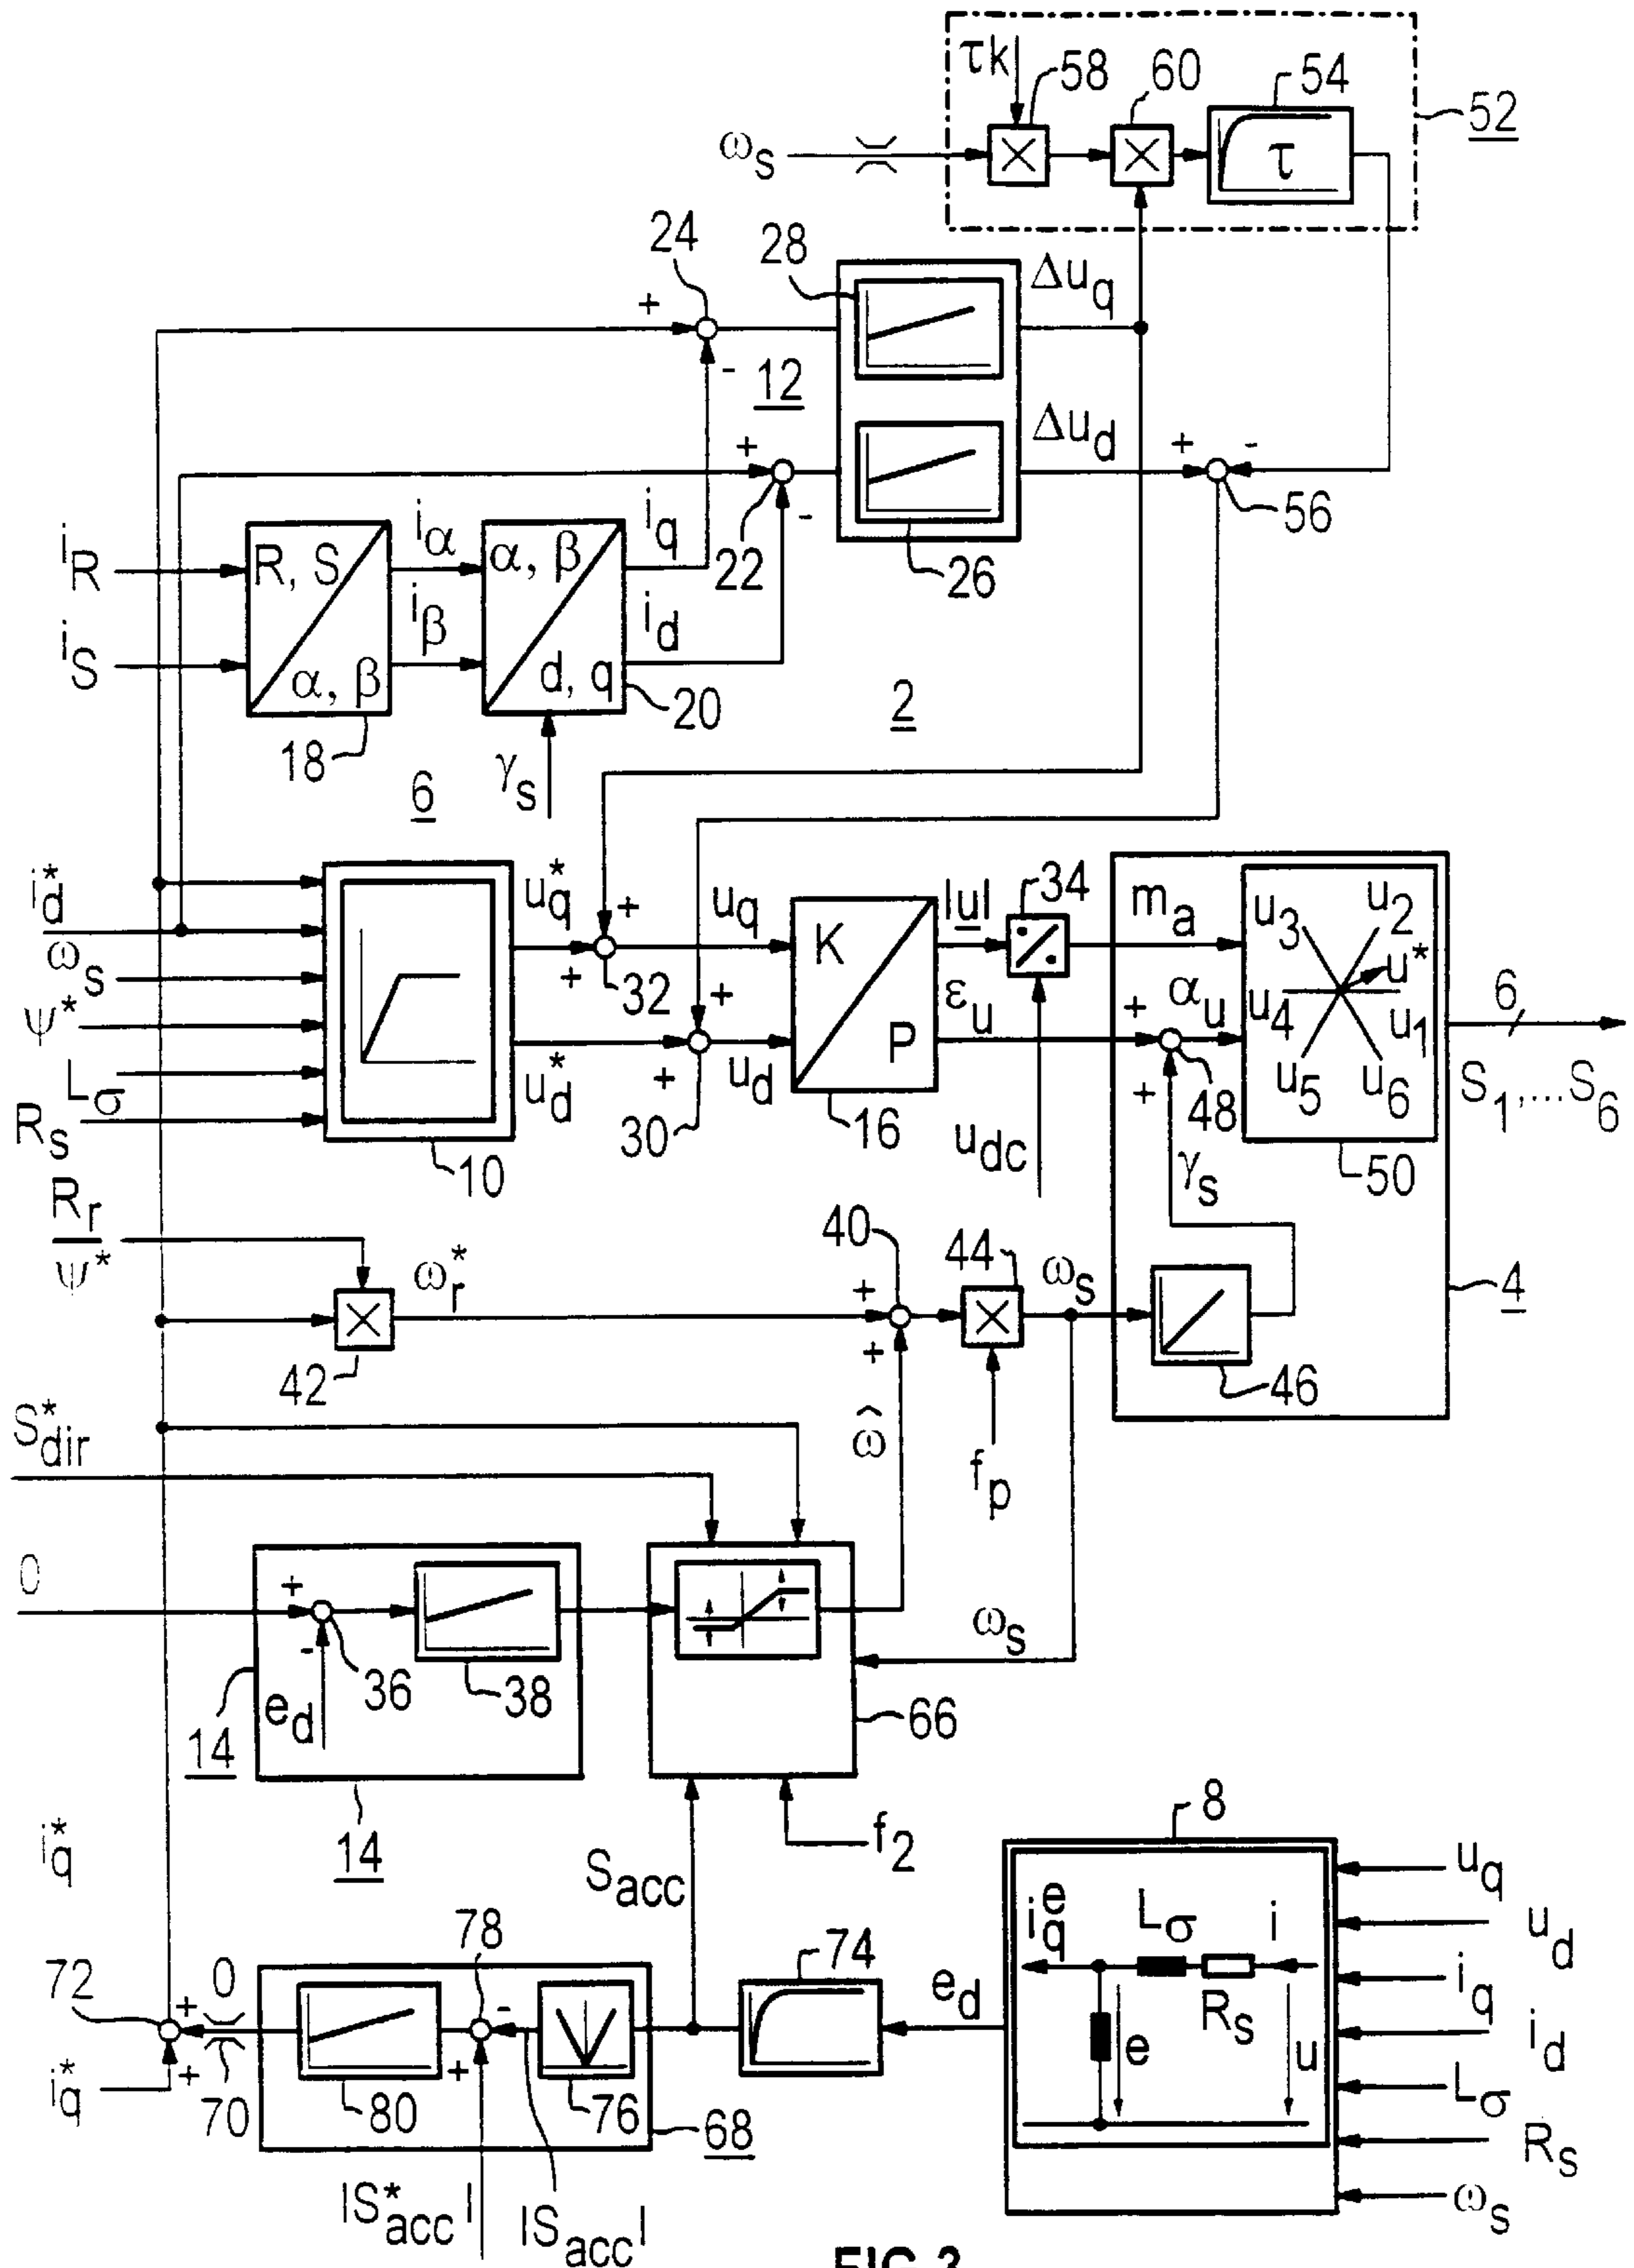 τk 58 60 54
52
ωs τ
24 28 Δuq
+
- 12
Δud
+ + -
22 - 56
iR R, S iα α, β iq 26
iS iβ id
α, β d, q 20 2
18 γs
6
i*d u*q + uq |u| 34 ma u3 u2
ωs K u*
+ 32 + εu + αu u4 6
ψ* P u1
u*d + ud 48 u5 u6 S1,...S6
Lσ 30 16 +
Rs 10 udc γs 50
Rr
ψ* ω*r 40 44 ωs
+ 4
42 + 46
S*dir ω̂ fp
0 + ωs
- 36 38
ed 66
14
14 f2 8
i*q Sacc uq
78 74 ieq Lσ i ud
72 0 - ed Rs iq
+ e u id
i*q + 70 80 + 76 68 Lσ
Rs
|S*acc| |Sacc| ωs
FIG 3